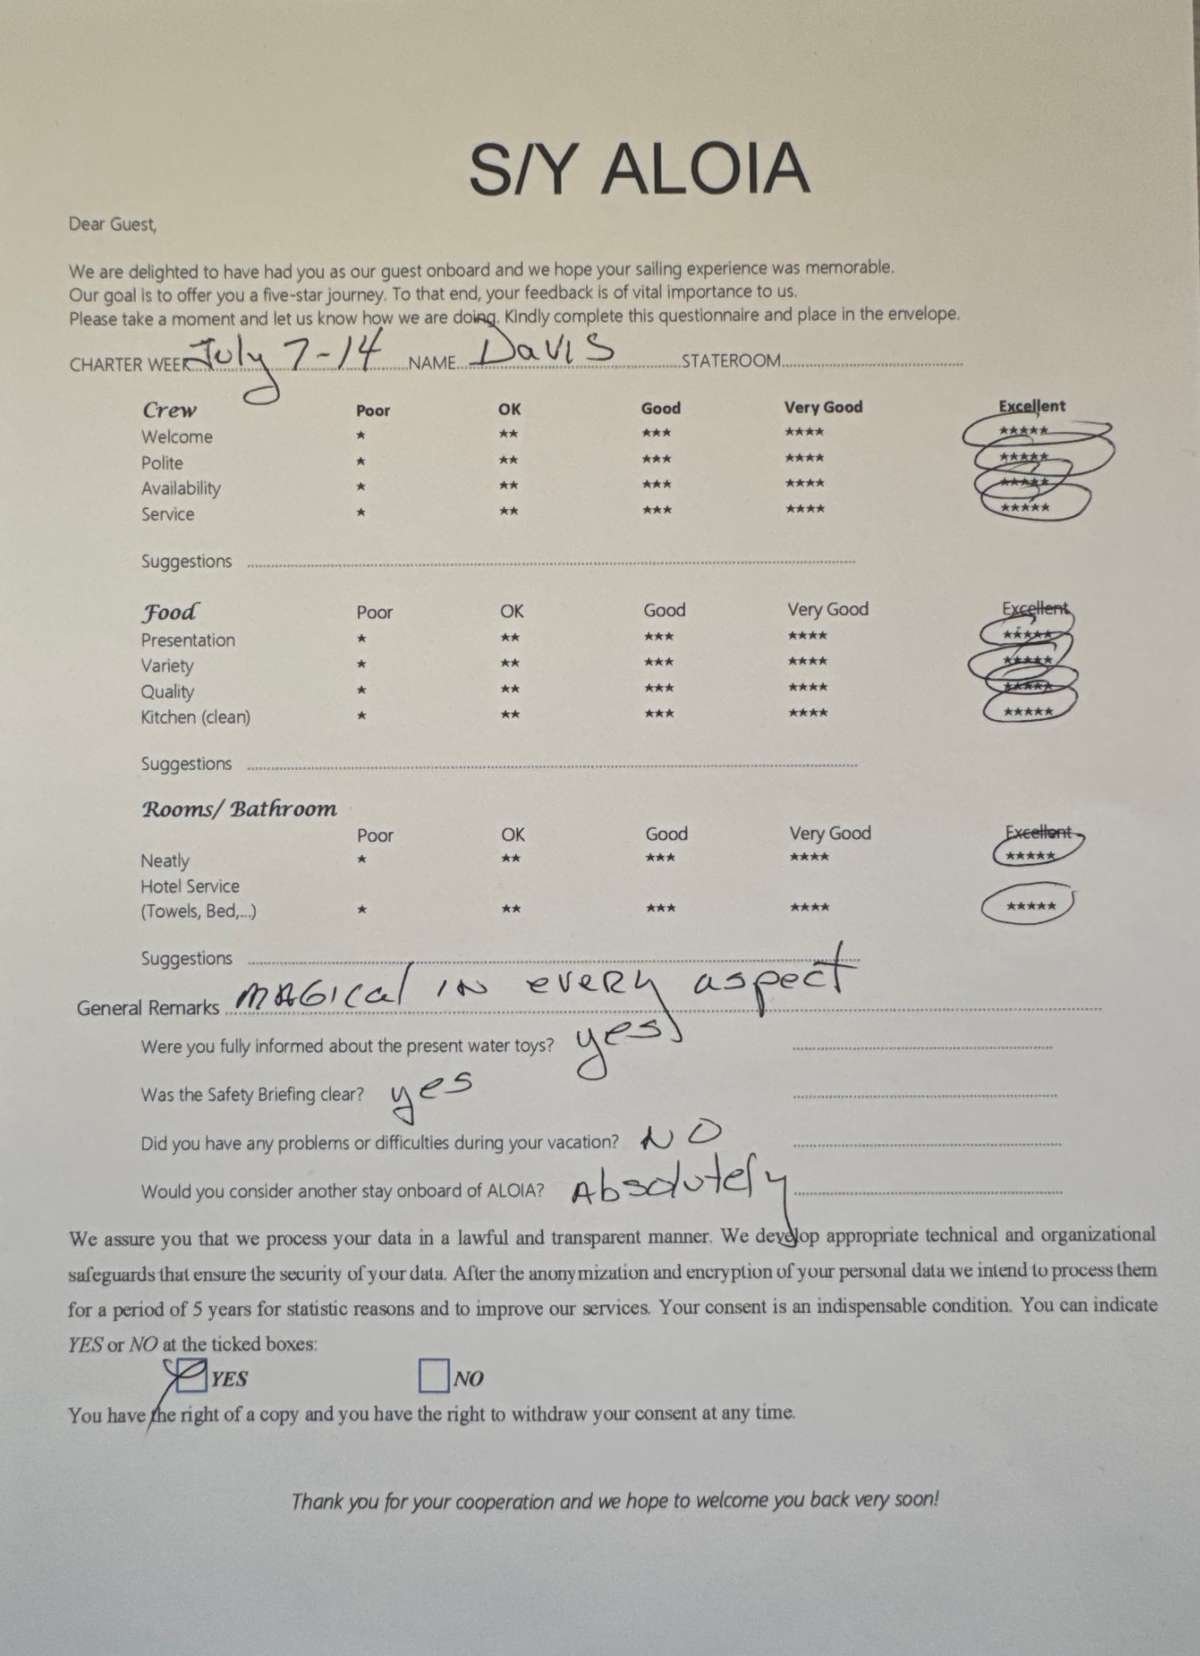 S/Y ALOIA
Dear Guest,
We are delighted to have had you as our guest onboard and we hope your sailing experience was memorable.
Our goal is to offer you a five-star journey. To that end, your feedback is of vital importance to us.
Please take a moment and let us know how we are doing. Kindly complete this questionnaire and place in the envelope.
CHARTER WEEK July 7-14 NAME Davis STATEROOM
Crew Poor OK Good Very Good Excellent
Welcome ★ ★★ ★★★ ★★★★ ★★★★★
Polite ★ ★★ ★★★ ★★★★ ★★★★★
Availability ★ ★★ ★★★ ★★★★ ★★★★★
Service ★ ★★ ★★★ ★★★★ ★★★★★
Suggestions
Food Poor OK Good Very Good Excellent
Presentation ★ ★★ ★★★ ★★★★ ★★★★★
Variety ★ ★★ ★★★ ★★★★ ★★★★★
Quality ★ ★★ ★★★ ★★★★ ★★★★★
Kitchen (clean) ★ ★★ ★★★ ★★★★ ★★★★★
Suggestions
Rooms/ Bathroom
Poor OK Good Very Good Excellent
Neatly ★ ★★ ★★★ ★★★★ ★★★★★
Hotel Service
(Towels, Bed,...) ★ ★★ ★★★ ★★★★ ★★★★★
Suggestions
General Remarks MAGICal IN eveRy aspect
Were you fully informed about the present water toys? yes
Was the Safety Briefing clear? yes
Did you have any problems or difficulties during your vacation? NO
Would you consider another stay onboard of ALOIA? Absolutely
We assure you that we process your data in a lawful and transparent manner. We develop appropriate technical and organizational
safeguards that ensure the security of your data. After the anonymization and encryption of your personal data we intend to process them
for a period of 5 years for statistic reasons and to improve our services. Your consent is an indispensable condition. You can indicate
YES or NO at the ticked boxes:
YES NO
You have the right of a copy and you have the right to withdraw your consent at any time.
Thank you for your cooperation and we hope to welcome you back very soon!